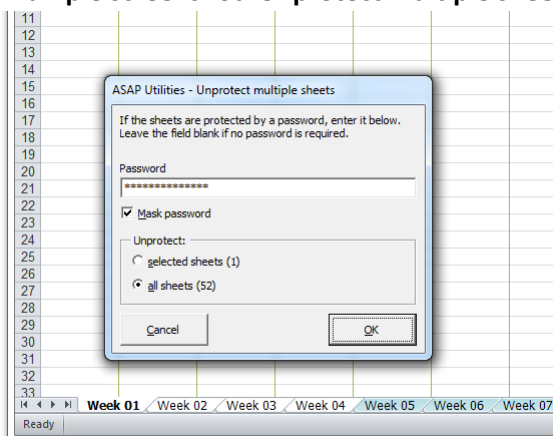 11
12
13
14
15
16
17
18
19
20
21
22
23
24
25
26
27
28
29
30
31
32
33
ASAP Utilities - Unprotect multiple sheets
If the sheets are protected by a password, enter it below.
Leave the field blank if no password is required.
Password
**************
Mask password
Unprotect:
selected sheets (1)
all sheets (52)
Cancel
OK
Week 01 Week 02 Week 03 Week 04 Week 05 Week 06 Week 07
Ready